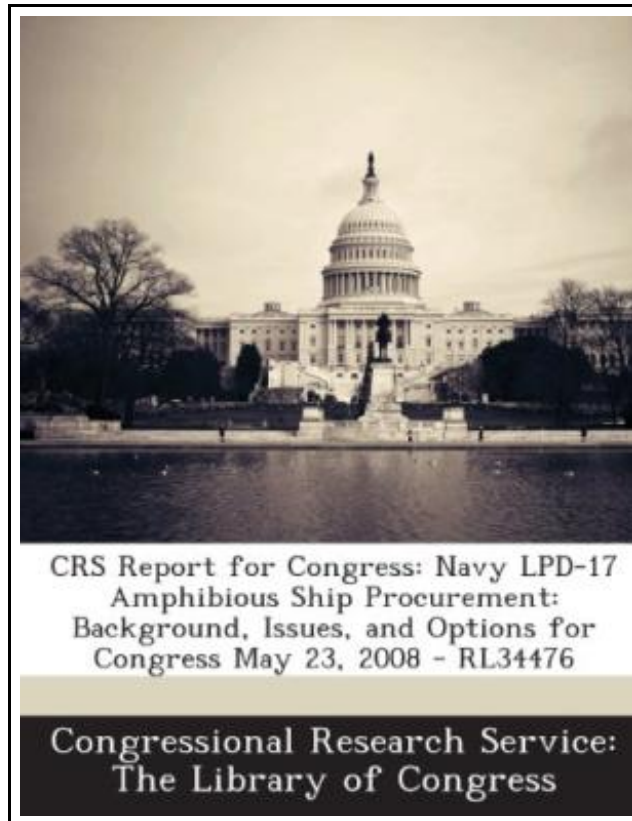 CRS Report for Congress: Navy LPD-17
Amphibious Ship Procurement:
Background, Issues, and Options for
Congress May 23, 2008 - RL34476
Congressional Research Service:
The Library of Congress